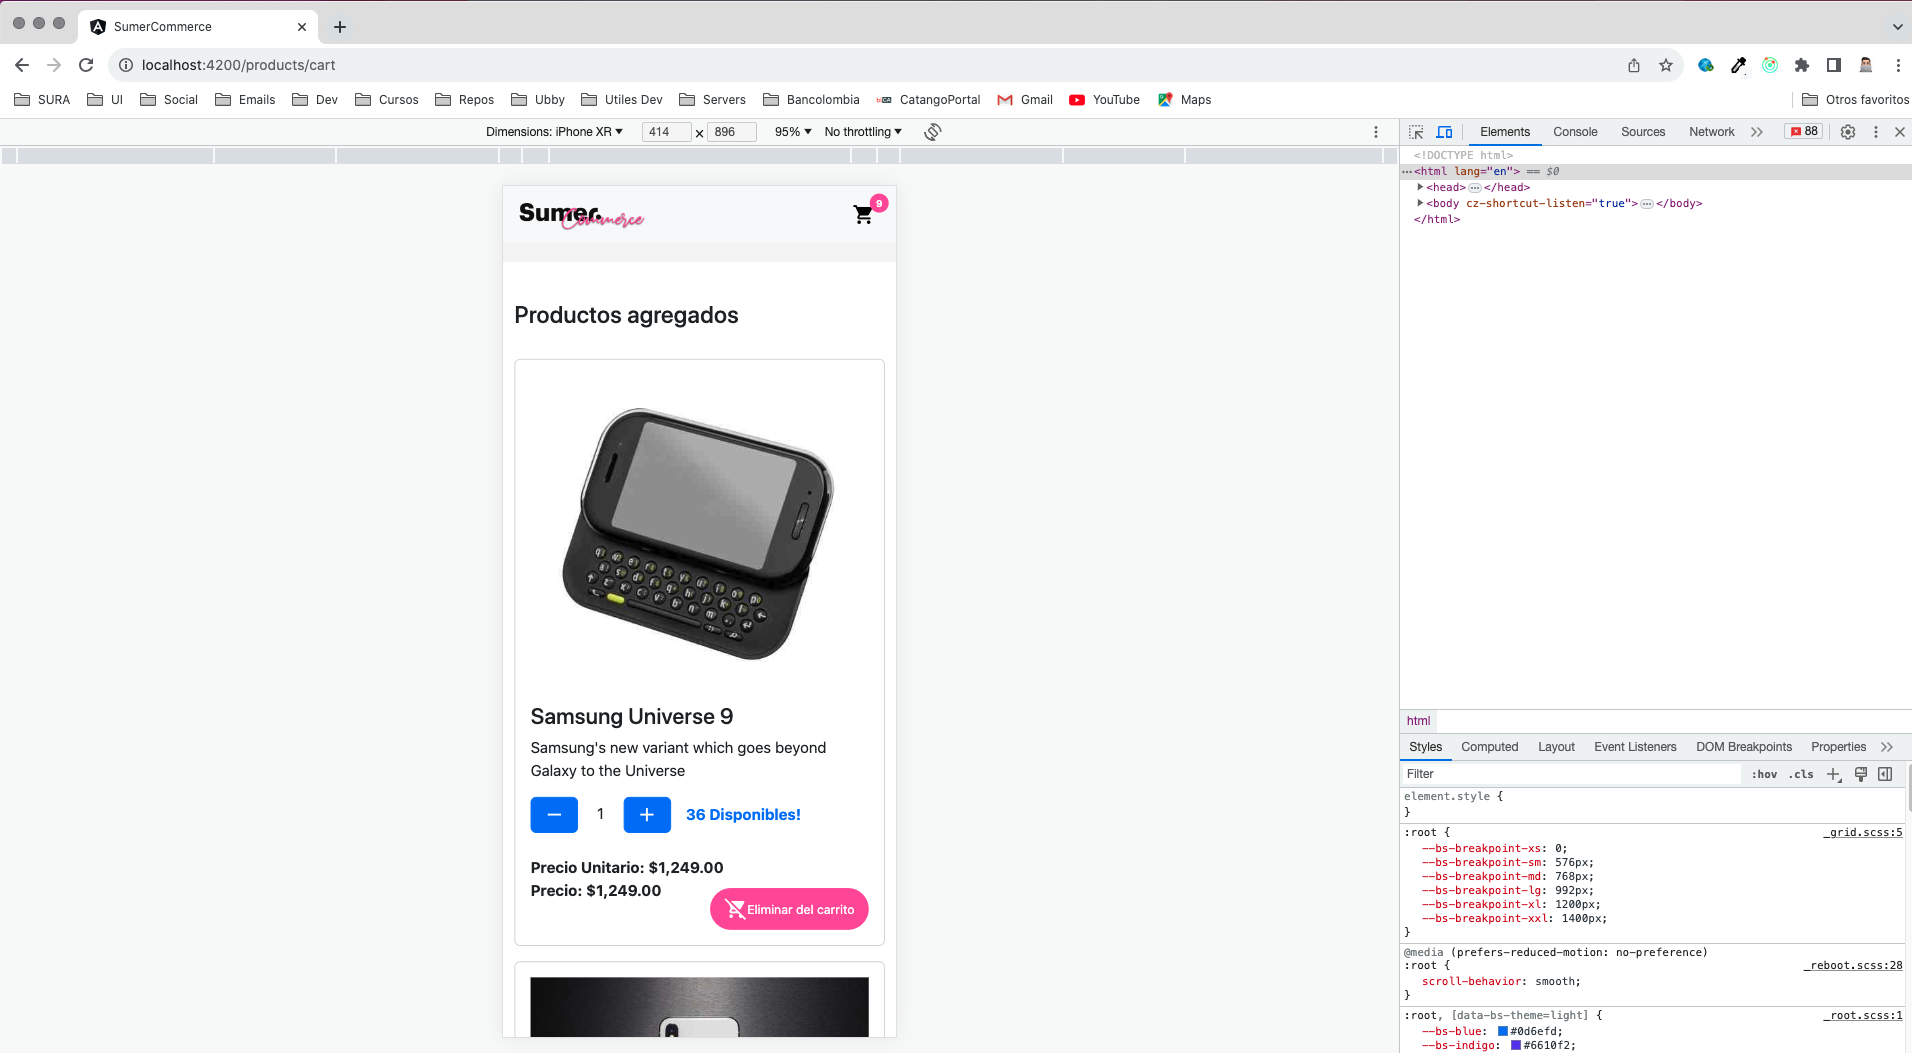 SumerCommerce
localhost:4200/products/cart
SURA UI Social Emails Dev Cursos Repos Ubby Utiles Dev Servers Bancolombia CatangoPortal Gmail YouTube Maps Otros favoritos
Dimensions: iPhone XR 414 × 896 95% No throttling
Elements Console Sources Network 88
<!DOCTYPE html>
<html lang="en"> == $0
<head> </head>
<body cz-shortcut-listen="true"> </body>
</html>
Sumer. Commerce 9
Productos agregados
Samsung Universe 9
Samsung's new variant which goes beyond
Galaxy to the Universe
1 36 Disponibles!
Precio Unitario: $1,249.00
Precio: $1,249.00
Eliminar del carrito
html
Styles Computed Layout Event Listeners DOM Breakpoints Properties
Filter :hov .cls
element.style {
}
:root { _grid.scss:5
--bs-breakpoint-xs: 0;
--bs-breakpoint-sm: 576px;
--bs-breakpoint-md: 768px;
--bs-breakpoint-lg: 992px;
--bs-breakpoint-xl: 1200px;
--bs-breakpoint-xxl: 1400px;
}
@media (prefers-reduced-motion: no-preference)
:root { _reboot.scss:28
scroll-behavior: smooth;
}
:root, [data-bs-theme=light] { _root.scss:1
--bs-blue: #0d6efd;
--bs-indigo: #6610f2;